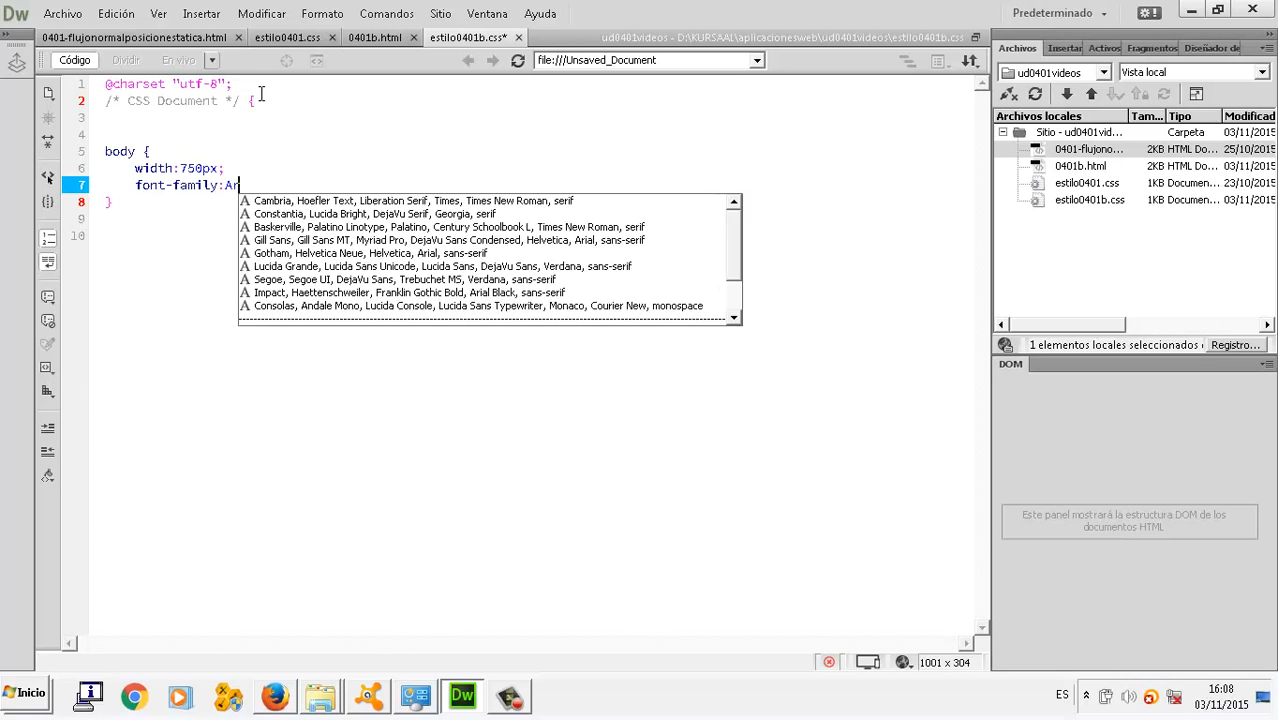 Dw Archivo Edición Ver Insertar Modificar Formato Comandos Sitio Ventana Ayuda Predeterminado
0401-flujonormalposicionestatica.html estilo0401.css 0401b.html estilo0401b.css* ud0401videos - D:\KURSAAL\aplicacionesweb\ud0401videos\estilo0401b.css
Código Dividir En vivo file:///Unsaved_Document
1 @charset "utf-8";
2 /* CSS Document */ {
3
4
5 body {
6 width:750px;
7 font-family:Ar
8 }
9
10
Cambria, Hoefler Text, Liberation Serif, Times, Times New Roman, serif
Constantia, Lucida Bright, DejaVu Serif, Georgia, serif
Baskerville, Palatino Linotype, Palatino, Century Schoolbook L, Times New Roman, serif
Gill Sans, Gill Sans MT, Myriad Pro, DejaVu Sans Condensed, Helvetica, Arial, sans-serif
Gotham, Helvetica Neue, Helvetica, Arial, sans-serif
Lucida Grande, Lucida Sans Unicode, Lucida Sans, DejaVu Sans, Verdana, sans-serif
Segoe, Segoe UI, DejaVu Sans, Trebuchet MS, Verdana, sans-serif
Impact, Haettenschweiler, Franklin Gothic Bold, Arial Black, sans-serif
Consolas, Andale Mono, Lucida Console, Lucida Sans Typewriter, Monaco, Courier New, monospace
Archivos Insertar Activos Fragmentos Diseñador de
ud0401videos Vista local
Archivos locales Tam... Tipo Modificad
Sitio - ud0401vid... Carpeta 03/11/2015
0401-flujono... 2KB HTML Do... 25/10/2015
0401b.html 2KB HTML Do... 03/11/2015
estilo0401.css 1KB Documen... 03/11/2015
estilo0401b.css 1KB Documen... 03/11/2015
1 elementos locales seleccionados Registro...
DOM
Este panel mostrará la estructura DOM de los
documentos HTML
1001 x 304
Inicio Dw ES 16:08
03/11/2015